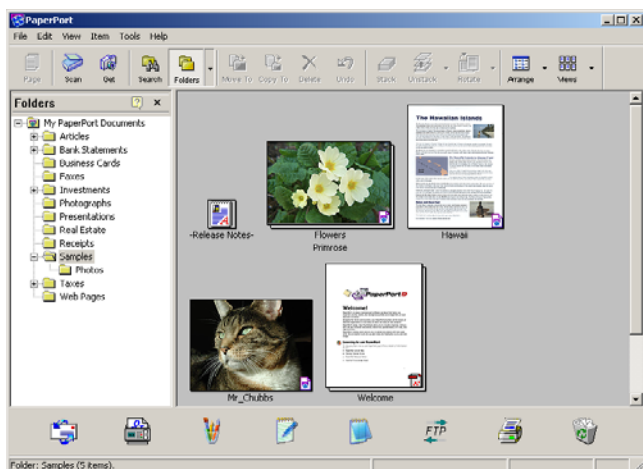 PaperPort
File Edit View Item Tools Help
Page Scan Get Search Folders Move To Copy To Delete Undo Stack Unstack Rotate Arrange Views
Folders
My PaperPort Documents
Articles
Bank Statements
Business Cards
Faxes
Investments
Photographs
Presentations
Real Estate
Receipts
Samples
Photos
Taxes
Web Pages
The Hawaiian Islands
-Release Notes-
Flowers
Primrose
Hawaii
PaperPort
Welcome!
Mr_Chubbs
Welcome
FTP
Folder: Samples (5 items).